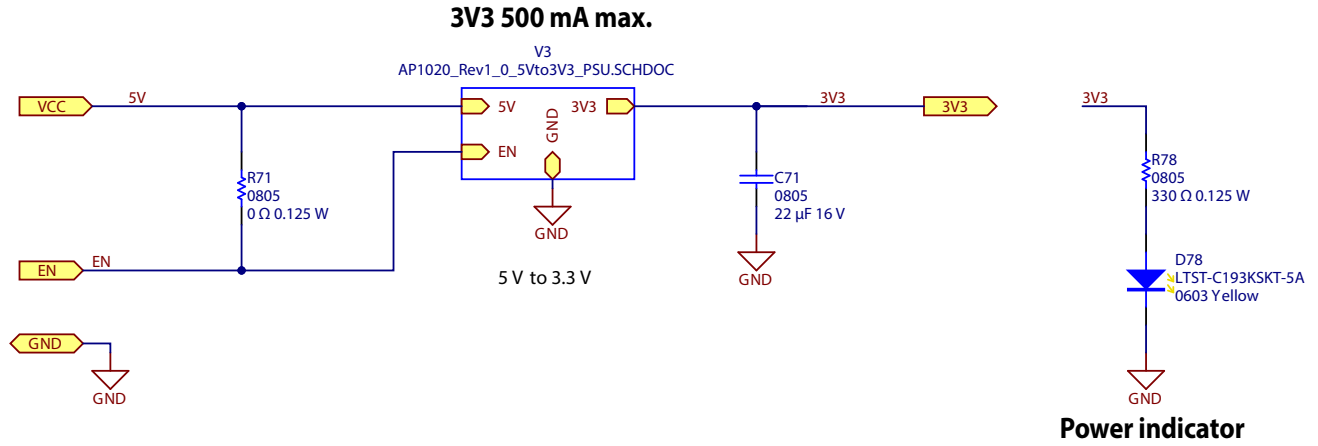 3V3 500 mA max.
V3
AP1020_Rev1_0_5Vto3V3_PSU.SCHDOC
VCC
5V
5V
3V3
GND
EN
GND
3V3
3V3
3V3
R71
0805
0 Ω 0.125 W
C71
0805
22 µF 16 V
GND
R78
0805
330 Ω 0.125 W
EN
EN
5 V to 3.3 V
D78
LTST-C193KSKT-5A
0603 Yellow
GND
GND
GND
Power indicator